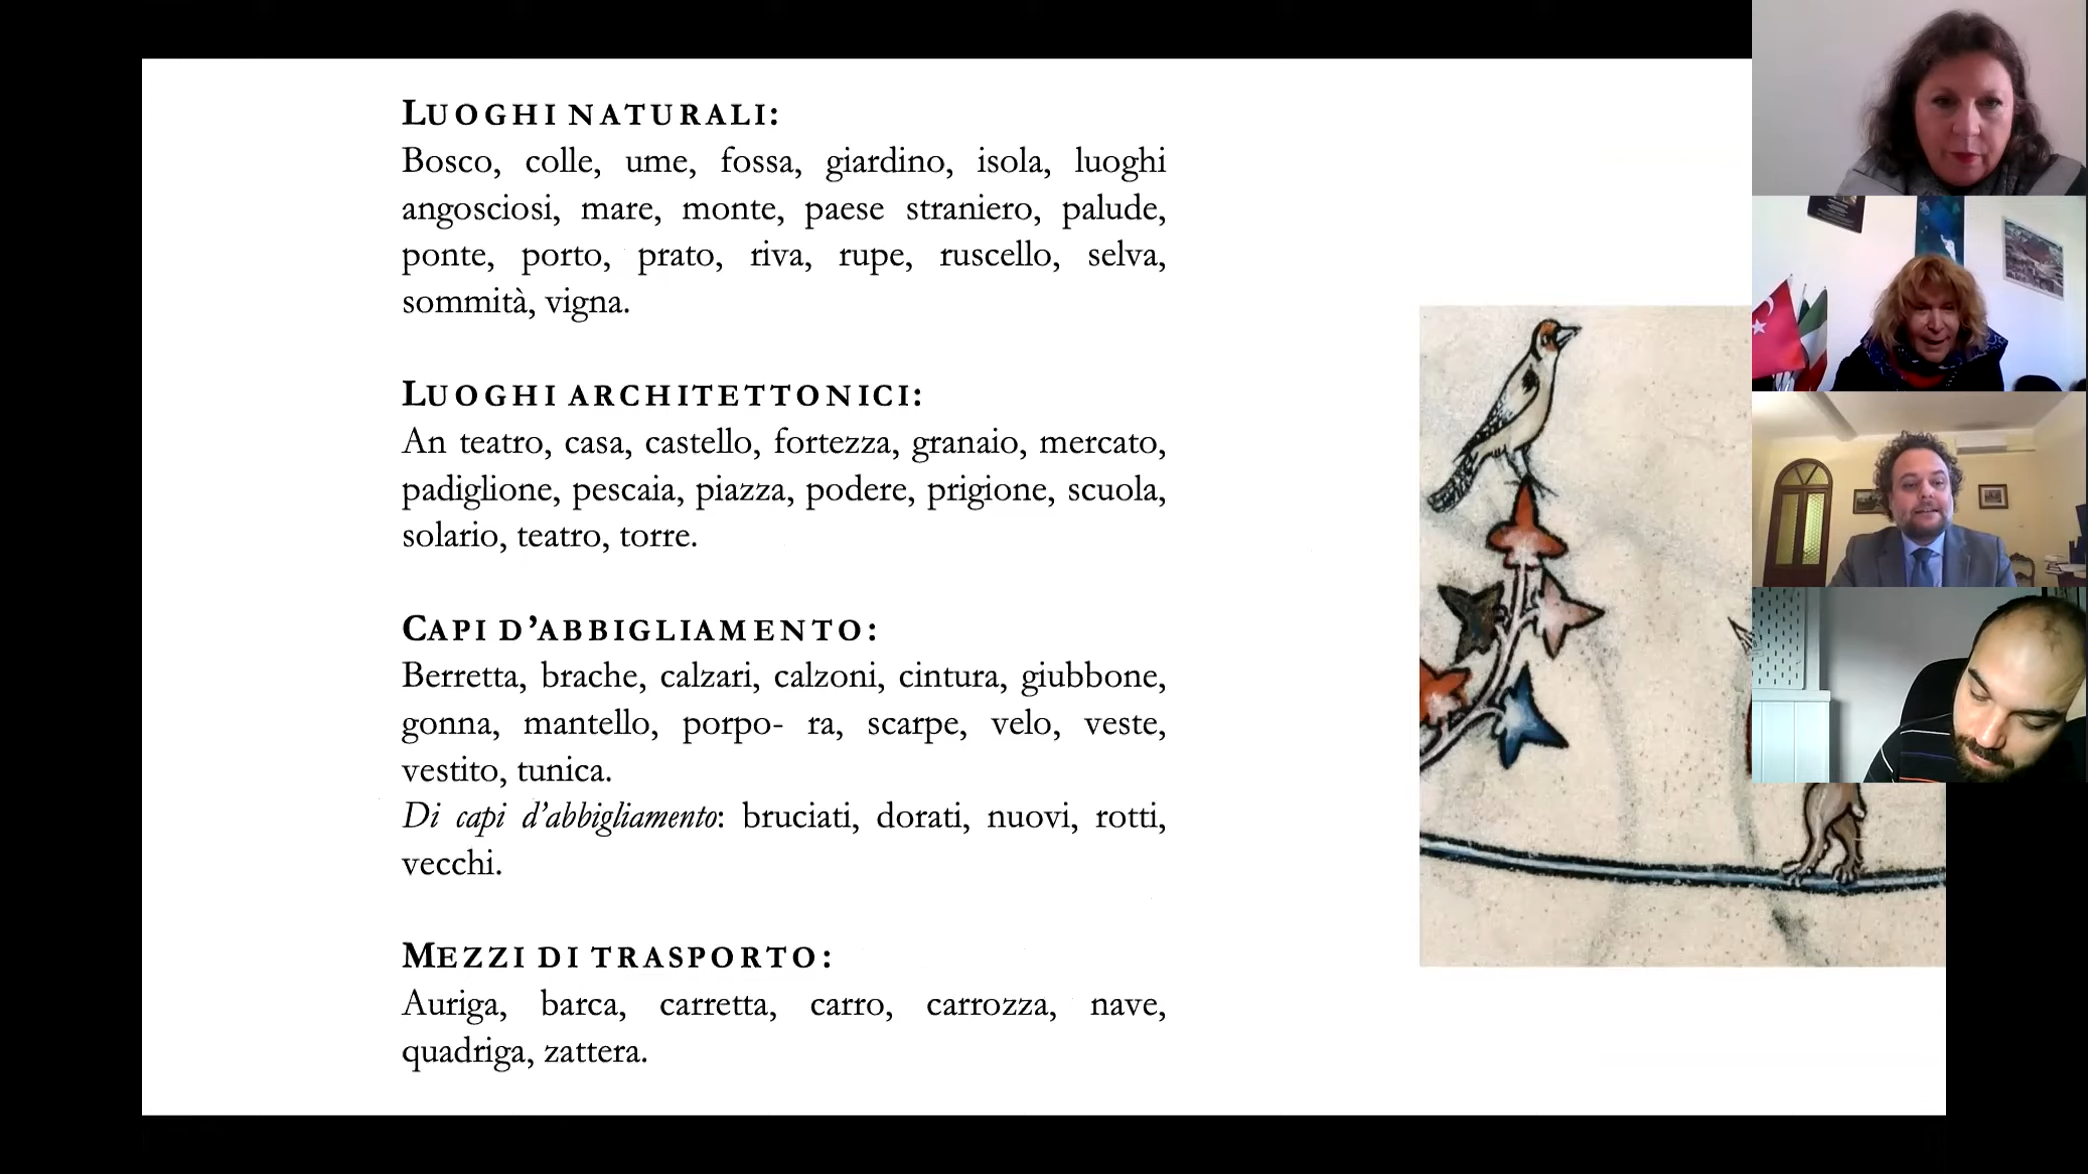 LUOGHI NATURALI:
Bosco, colle, ume, fossa, giardino, isola, luoghi
angosciosi, mare, monte, paese straniero, palude,
ponte, porto, prato, riva, rupe, ruscello, selva,
sommità, vigna.
LUOGHI ARCHITETTONICI:
An teatro, casa, castello, fortezza, granaio, mercato,
padiglione, pescaia, piazza, podere, prigione, scuola,
solario, teatro, torre.
CAPI D’ABBIGLIAMENTO:
Berretta, brache, calzari, calzoni, cintura, giubbone,
gonna, mantello, porpo- ra, scarpe, velo, veste,
vestito, tunica.
Di capi d’abbigliamento: bruciati, dorati, nuovi, rotti,
vecchi.
MEZZI DI TRASPORTO:
Auriga, barca, carretta, carro, carrozza, nave,
quadriga, zattera.